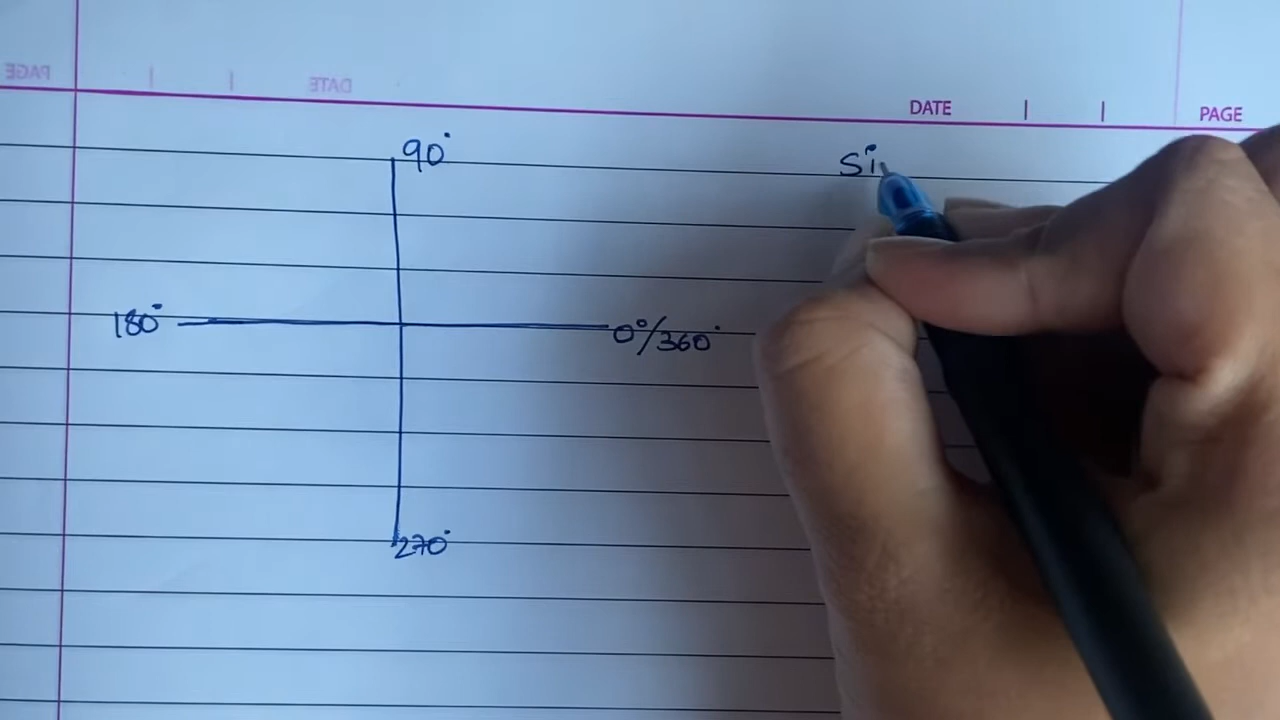 PAGE DATE
DATE PAGE
90°
Si
180° 0°/360°
270°